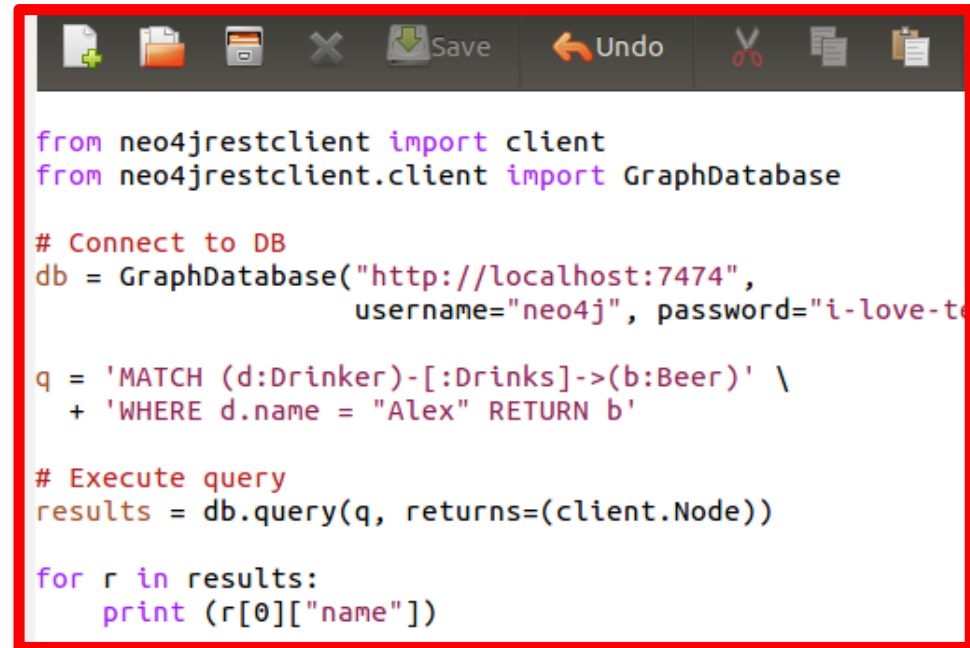 Save Undo
from neo4jrestclient import client
from neo4jrestclient.client import GraphDatabase
# Connect to DB
db = GraphDatabase("http://localhost:7474",
username="neo4j", password="i-love-te
q = 'MATCH (d:Drinker)-[:Drinks]->(b:Beer)' \
+ 'WHERE d.name = "Alex" RETURN b'
# Execute query
results = db.query(q, returns=(client.Node))
for r in results:
print (r[0]["name"])